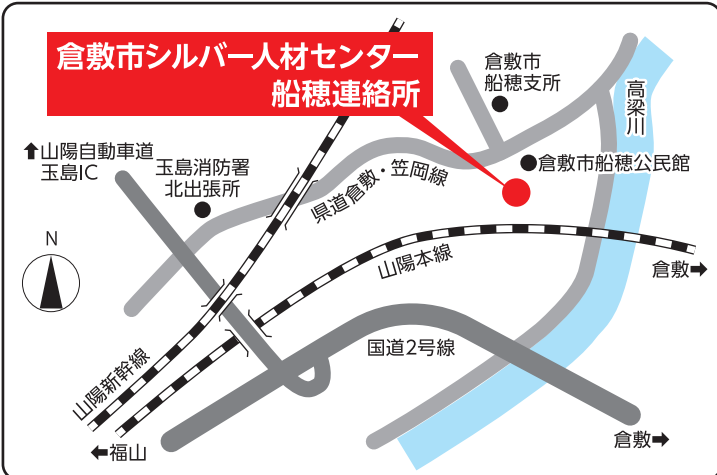 倉敷市シルバー人材センター
船穂連絡所
倉敷市
船穂支所
高梁川
山陽自動車道
玉島IC
玉島消防署
北出張所
県道倉敷・笠岡線
倉敷市船穂公民館
N
山陽本線
倉敷
山陽新幹線
国道2号線
福山
倉敷